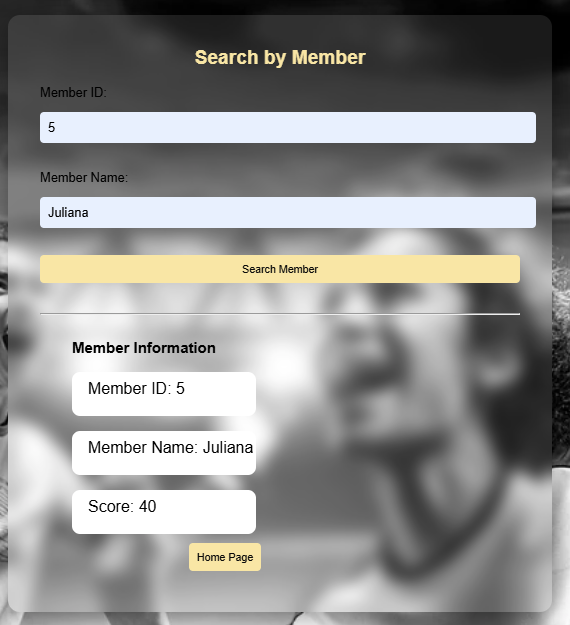 Search by Member
Member ID:
5
Member Name:
Juliana
Search Member
Member Information
Member ID: 5
Member Name: Juliana
Score: 40
Home Page